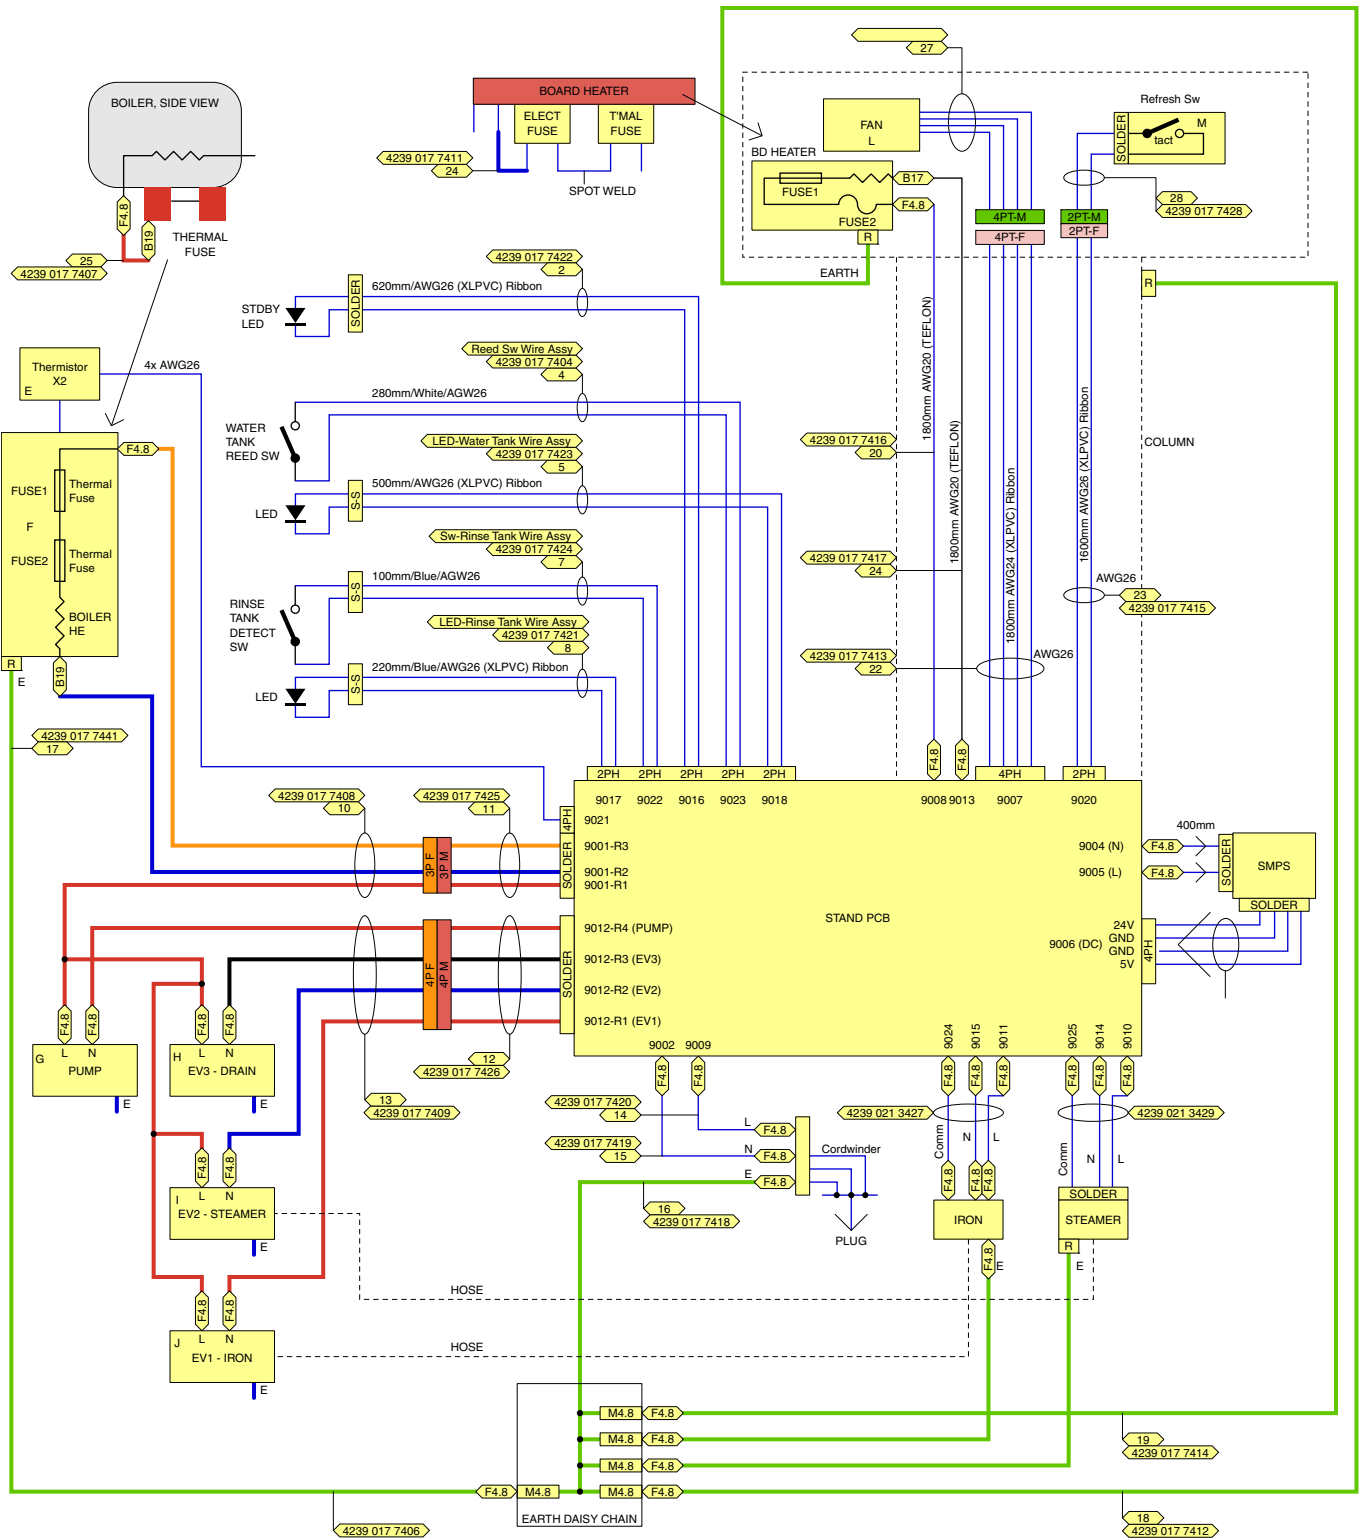 27
BOILER, SIDE VIEW
F4.8
B19
THERMAL
FUSE
25
4239 017 7407
BOARD HEATER
ELECT
FUSE
T'MAL
FUSE
4239 017 7411
24
SPOT WELD
FAN
L
Refresh Sw
SOLDER
M
tact
BD HEATER
FUSE1
FUSE2
B17
F4.8
R
EARTH
28
4239 017 7428
4PT-M
4PT-F
2PT-M
2PT-F
R
COLUMN
4239 017 7422
2
620mm/AWG26 (XLPVC) Ribbon
STDBY
LED
SOLDER
Reed Sw Wire Assy
4239 017 7404
4
280mm/White/AGW26
WATER
TANK
REED SW
LED-Water Tank Wire Assy
4239 017 7423
5
500mm/AWG26 (XLPVC) Ribbon
LED
S-S
Sw-Rinse Tank Wire Assy
4239 017 7424
7
100mm/Blue/AGW26
S-S
RINSE
TANK
DETECT
SW
LED-Rinse Tank Wire Assy
4239 017 7421
8
220mm/Blue/AWG26 (XLPVC) Ribbon
LED
S-S
Thermistor
X2
E
4x AWG26
F4.8
FUSE1
Thermal
Fuse
F
FUSE2
Thermal
Fuse
BOILER
HE
R
E
B19
4239 017 7441
17
1800mm AWG20 (TEFLON)
1800mm AWG20 (TEFLON)
1800mm AWG24 (XLPVC) Ribbon
1600mm AWG26 (XLPVC) Ribbon
4239 017 7416
20
4239 017 7417
24
4239 017 7413
22
AWG26
AWG26
23
4239 017 7415
F4.8
F4.8
2PH
2PH
2PH
2PH
2PH
4PH
2PH
9017
9022
9016
9023
9018
9008
9013
9007
9020
4239 017 7408
10
4239 017 7425
11
4PH
9021
SOLDER
9001-R3
9001-R2
9001-R1
3P F
3P M
9004 (N)
F4.8
400mm
9005 (L)
F4.8
SOLDER
SMPS
SOLDER
STAND PCB
24V
GND
9006 (DC)
GND
5V
4PH
4P F
4P M
SOLDER
9012-R4 (PUMP)
9012-R3 (EV3)
9012-R2 (EV2)
9012-R1 (EV1)
9002
9009
9024
9015
9011
9025
9014
9010
F4.8
F4.8
F4.8
F4.8
F4.8
F4.8
F4.8
F4.8
12
4239 017 7426
13
4239 017 7409
F4.8
F4.8
G
L
N
PUMP
E
F4.8
F4.8
H
L
N
EV3 - DRAIN
E
F4.8
F4.8
I
L
N
EV2 - STEAMER
E
F4.8
F4.8
J
L
N
EV1 - IRON
E
4239 017 7420
14
4239 017 7419
15
L
F4.8
N
F4.8
E
F4.8
Cordwinder
PLUG
16
4239 017 7418
4239 021 3427
Comm
N
L
F4.8
F4.8
F4.8
IRON
F4.8
E
4239 021 3429
Comm
N
L
SOLDER
STEAMER
R
E
HOSE
HOSE
M4.8
F4.8
M4.8
F4.8
M4.8
F4.8
F4.8
M4.8
M4.8
F4.8
EARTH DAISY CHAIN
19
4239 017 7414
18
4239 017 7412
4239 017 7406